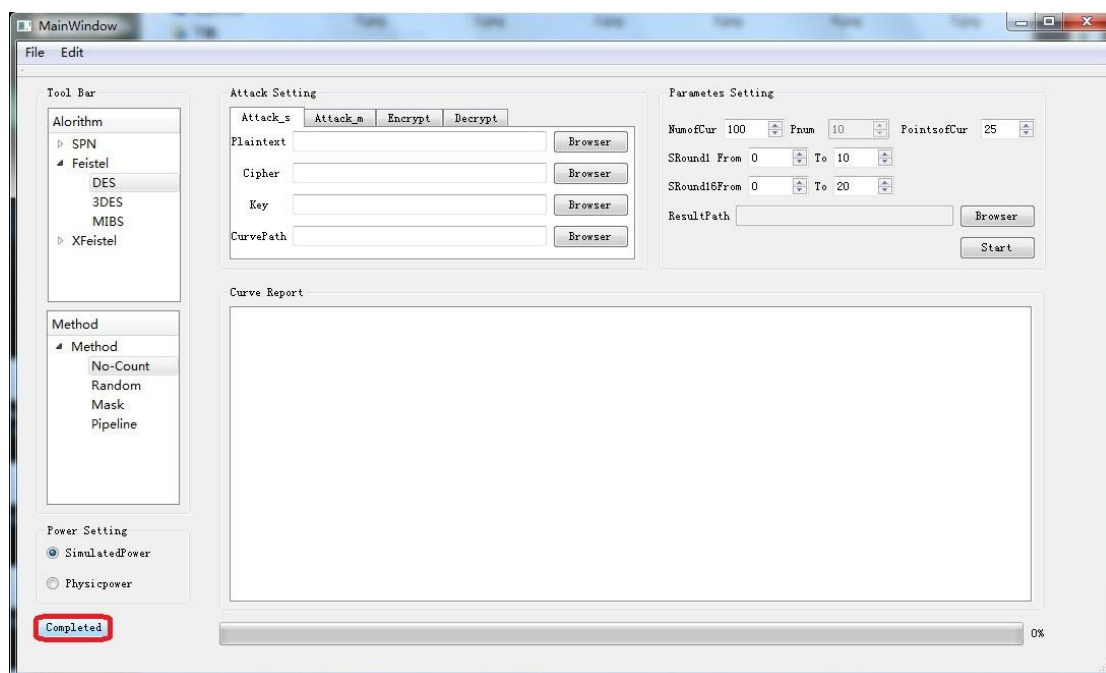 MainWindow
File Edit
Tool Bar
Alorithm
SPN
Feistel
DES
3DES
MIBS
XFeistel
Method
Method
No-Count
Random
Mask
Pipeline
Power Setting
SimulatedPower
Physicpower
Completed
Attack Setting
Attack_s Attack_m Encrypt Decrypt
Plaintext Browser
Cipher Browser
Key Browser
CurvePath Browser
Parametes Setting
NumofCur 100 Pnum 10 PointsofCur 25
SRound1 From 0 To 10
SRound16From 0 To 20
ResultPath Browser
Start
Curve Report
0%